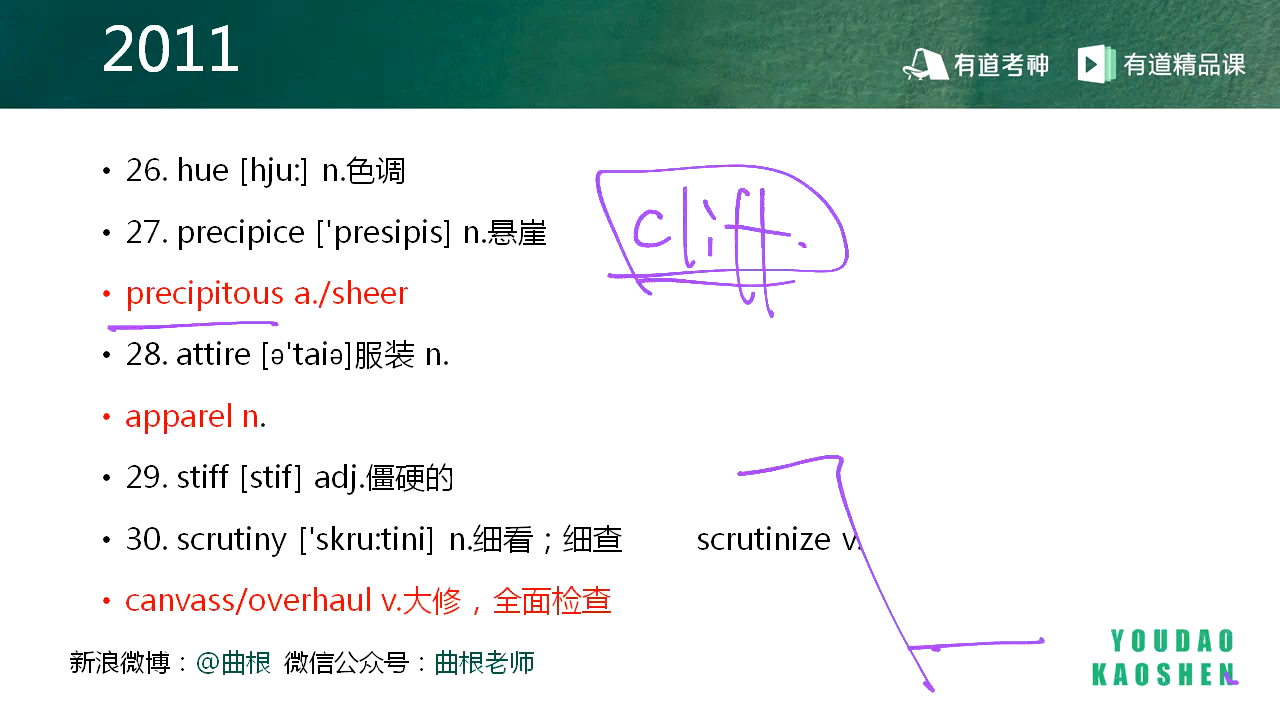 2011
有道考神
有道精品课
• 26. hue [hju:] n.色调
• 27. precipice ['presipis] n.悬崖
cliff.
• precipitous a./sheer
• 28. attire [ə'taiə]服装 n.
• apparel n.
• 29. stiff [stif] adj.僵硬的
• 30. scrutiny ['skru:tini] n.细看；细查 scrutinize v.
• canvass/overhaul v.大修，全面检查
新浪微博：@曲根 微信公众号：曲根老师
YOUDAO
KAOSHEN